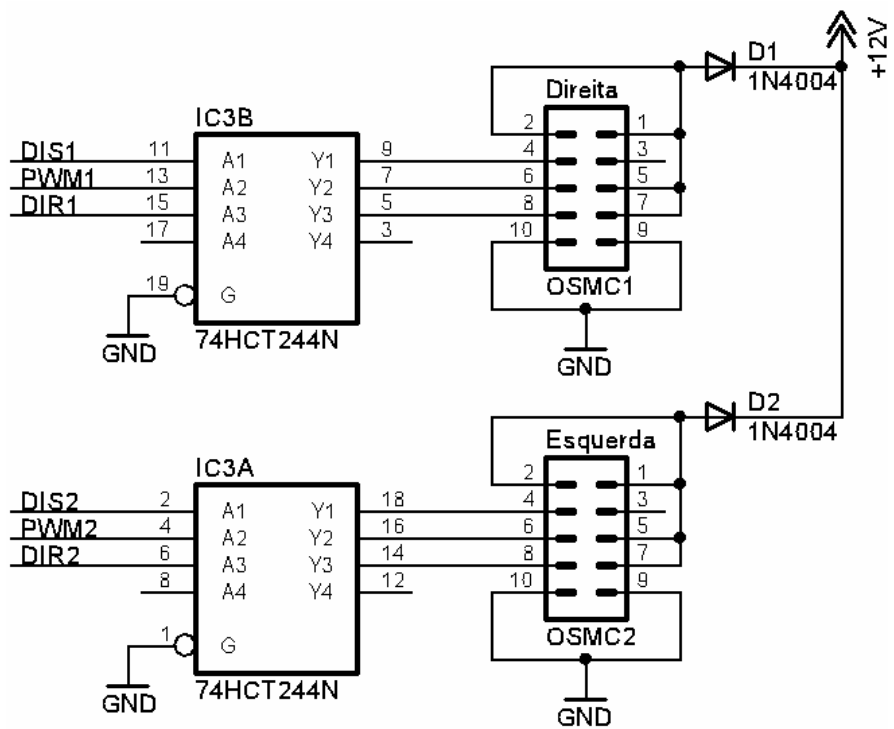 +12V
D1
1N4004
Direita
2 1
4 3
6 5
8 7
10 9
OSMC1
GND
IC3B
DIS1 11 A1 Y1 9
PWM1 13 A2 Y2 7
DIR1 15 A3 Y3 5
17 A4 Y4 3
19 G
74HCT244N
GND
D2
1N4004
Esquerda
2 1
4 3
6 5
8 7
10 9
OSMC2
GND
IC3A
DIS2 2 A1 Y1 18
PWM2 4 A2 Y2 16
DIR2 6 A3 Y3 14
8 A4 Y4 12
1 G
74HCT244N
GND